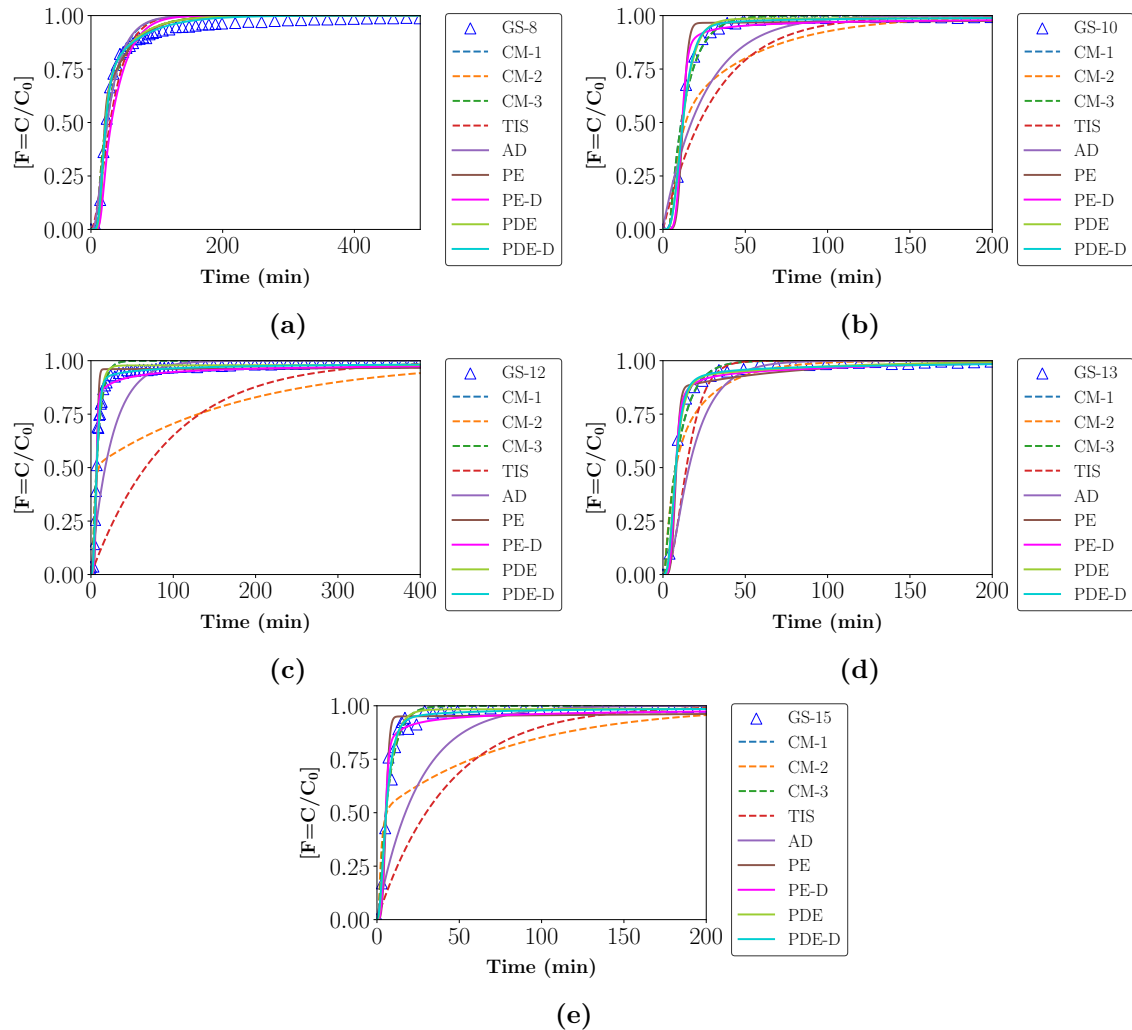 1.00
0.75
0.50
0.25
0.00
[F=C/C0]
0
200
400
Time (min)
GS-8
CM-1
CM-2
CM-3
TIS
AD
PE
PE-D
PDE
PDE-D
(a)
1.00
0.75
0.50
0.25
0.00
[F=C/C0]
0
50
100
150
200
Time (min)
GS-10
CM-1
CM-2
CM-3
TIS
AD
PE
PE-D
PDE
PDE-D
(b)
1.00
0.75
0.50
0.25
0.00
[F=C/C0]
0
100
200
300
400
Time (min)
GS-12
CM-1
CM-2
CM-3
TIS
AD
PE
PE-D
PDE
PDE-D
(c)
1.00
0.75
0.50
0.25
0.00
[F=C/C0]
0
50
100
150
200
Time (min)
GS-13
CM-1
CM-2
CM-3
TIS
AD
PE
PE-D
PDE
PDE-D
(d)
1.00
0.75
0.50
0.25
0.00
[F=C/C0]
0
50
100
150
200
Time (min)
GS-15
CM-1
CM-2
CM-3
TIS
AD
PE
PE-D
PDE
PDE-D
(e)